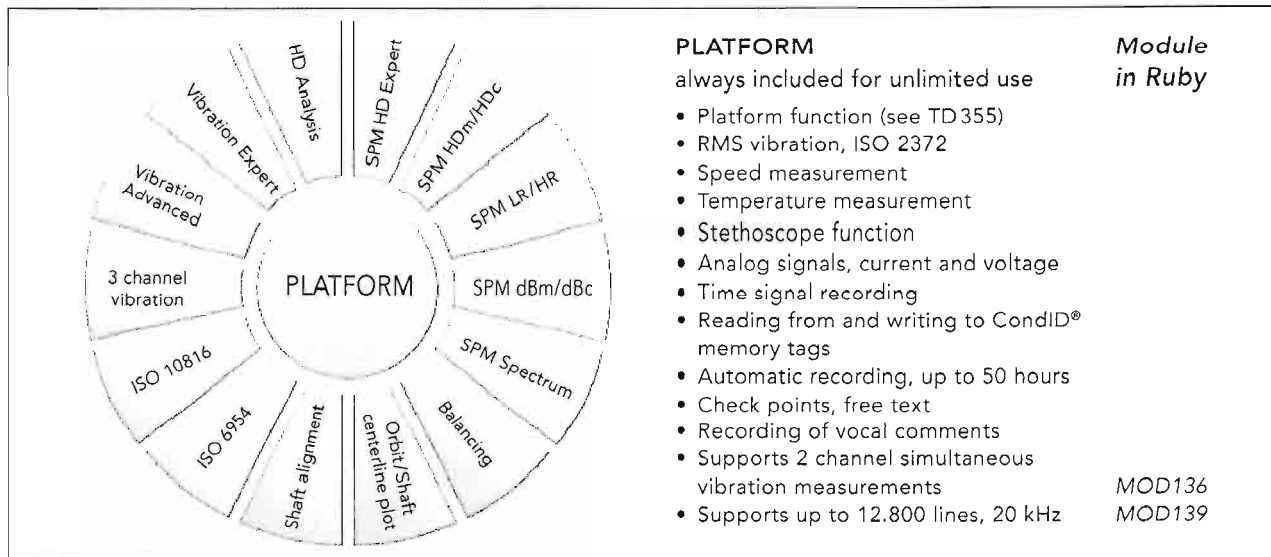 HD Analysis
SPM HD Expert
SPM HDm/HDc
SPM LR/HR
SPM dBm/dBc
SPM Spectrum
Balancing
Orbit/Shaft
centerline plot
Shaft alignment
ISO 6954
ISO 10816
3 channel
vibration
Vibration
Advanced
Vibration Expert
PLATFORM
PLATFORM
Module
always included for unlimited use
in Ruby
• Platform function (see TD355)
• RMS vibration, ISO 2372
• Speed measurement
• Temperature measurement
• Stethoscope function
• Analog signals, current and voltage
• Time signal recording
• Reading from and writing to CondID®
memory tags
• Automatic recording, up to 50 hours
• Check points, free text
• Recording of vocal comments
• Supports 2 channel simultaneous
vibration measurements MOD136
• Supports up to 12.800 lines, 20 kHz MOD139